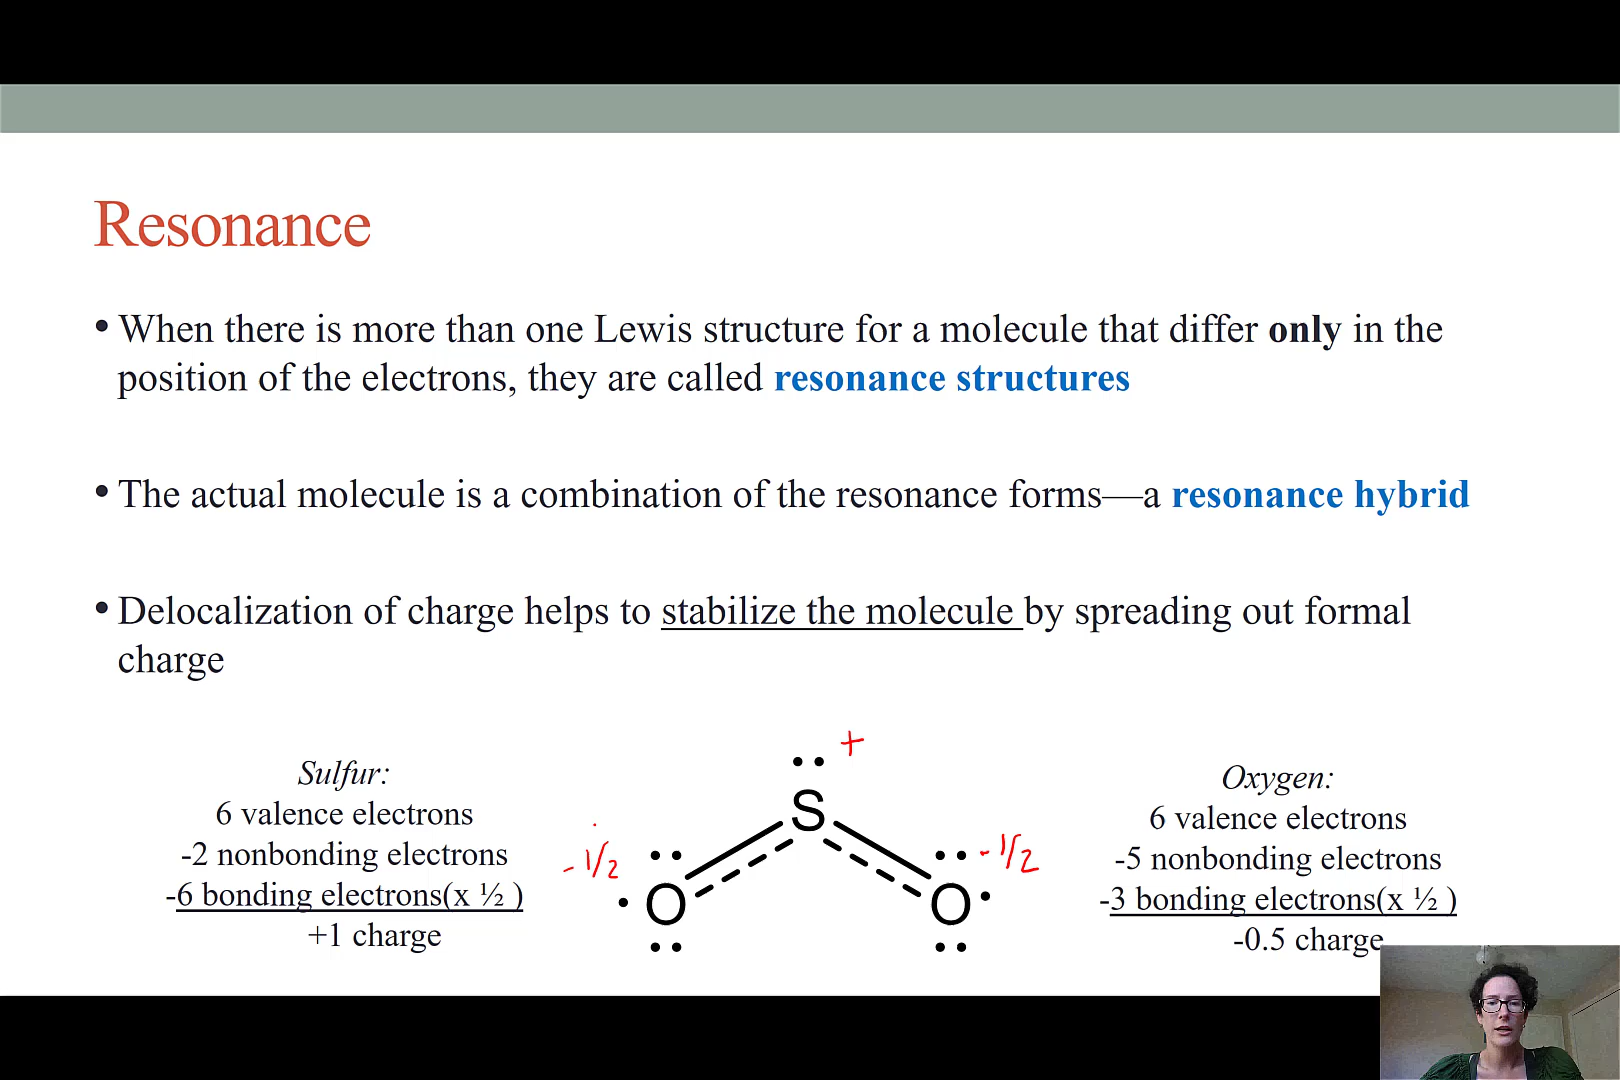 Resonance
• When there is more than one Lewis structure for a molecule that differ only in the
position of the electrons, they are called resonance structures
• The actual molecule is a combination of the resonance forms—a resonance hybrid
• Delocalization of charge helps to stabilize the molecule by spreading out formal
charge
Sulfur:
6 valence electrons
-2 nonbonding electrons
-6 bonding electrons(x ½ )
+1 charge
+
S
- 1/2
- 1/2
O
O
Oxygen:
6 valence electrons
-5 nonbonding electrons
-3 bonding electrons(x ½ )
-0.5 charge